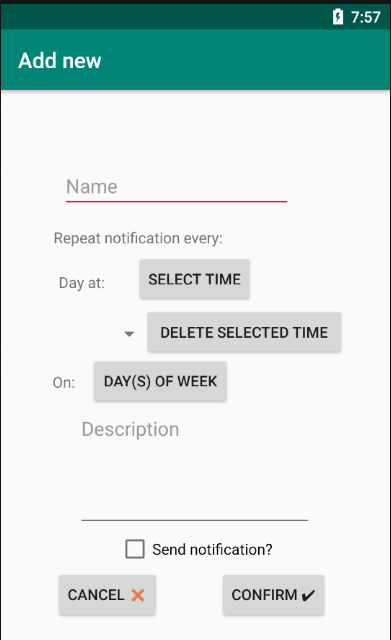 7:57
Add new
Name
Repeat notification every:
Day at: SELECT TIME
DELETE SELECTED TIME
On: DAY(S) OF WEEK
Description
Send notification?
CANCEL ❌ CONFIRM ✔